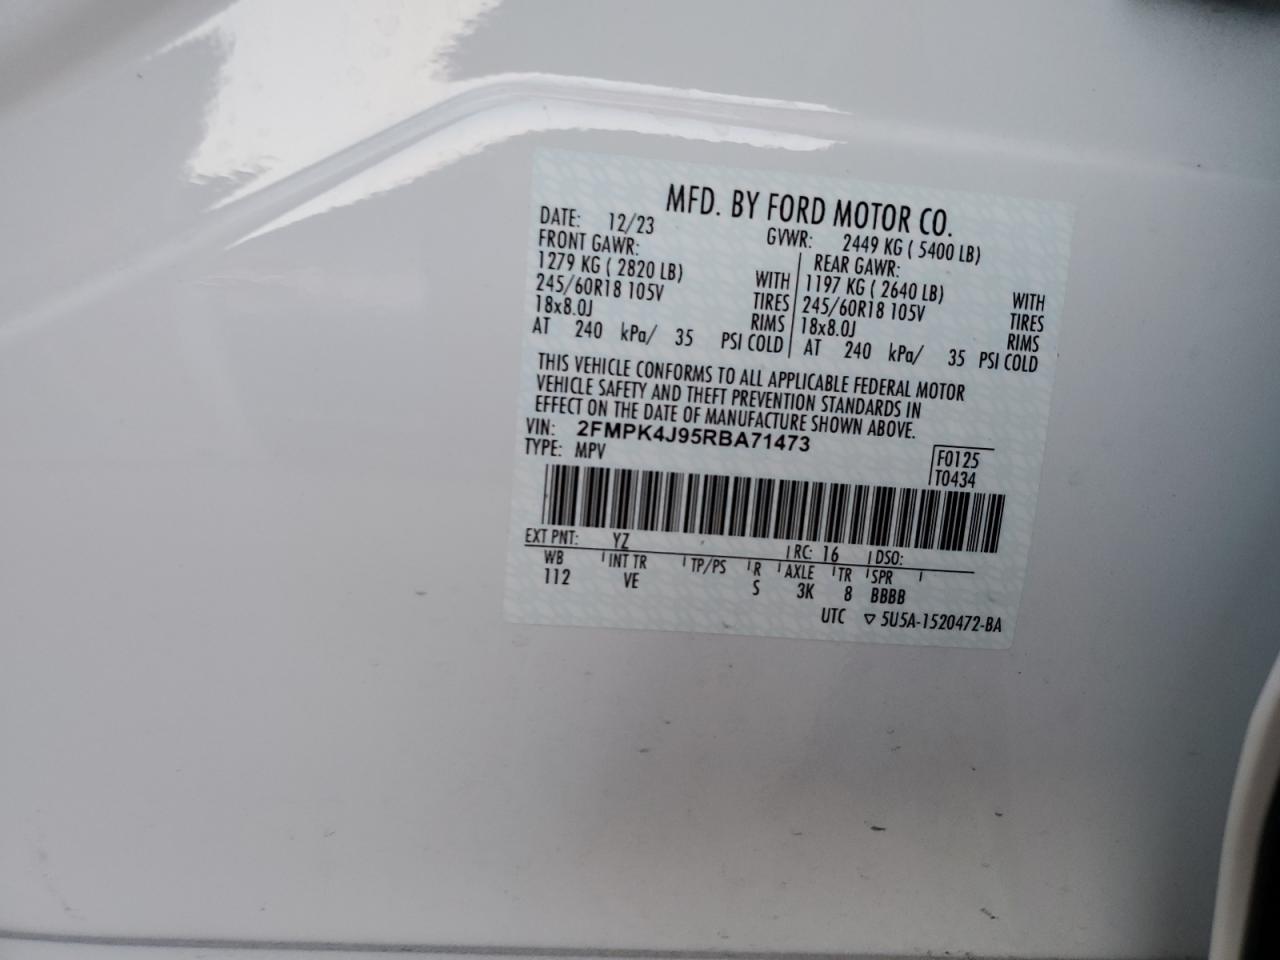 MFD. BY FORD MOTOR CO.
DATE: 12/23 GVWR: 2449 KG ( 5400 LB)
FRONT GAWR: REAR GAWR:
1279 KG ( 2820 LB) WITH 1197 KG ( 2640 LB) WITH
245/60R18 105V TIRES 245/60R18 105V TIRES
18x8.0J RIMS 18x8.0J RIMS
AT 240 kPa/ 35 PSI COLD AT 240 kPa/ 35 PSI COLD
THIS VEHICLE CONFORMS TO ALL APPLICABLE FEDERAL MOTOR
VEHICLE SAFETY AND THEFT PREVENTION STANDARDS IN
EFFECT ON THE DATE OF MANUFACTURE SHOWN ABOVE.
VIN: 2FMPK4J95RBA71473
TYPE: MPV
F0125
T0434
EXT PNT: YZ RC: 16 DSO:
WB INT TR TP/PS R AXLE TR SPR
112 VE S 3K 8 BBBB
UTC ▽ 5U5A-1520472-BA